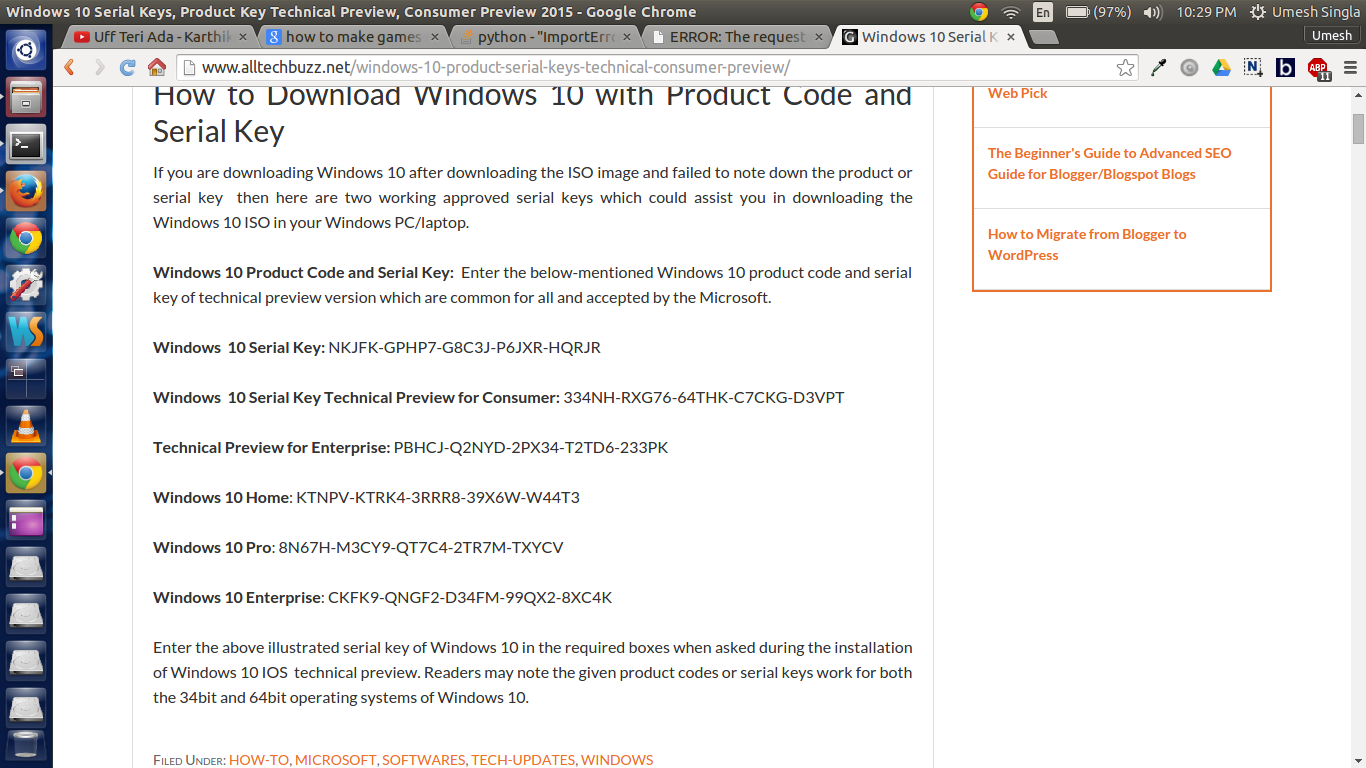 Windows 10 Serial Keys, Product Key Technical Preview, Consumer Preview 2015 - Google Chrome
En (97%) 10:29 PM Umesh Singla
Uff Teri Ada - Karthik × how to make games × python - "ImportErro × ERROR: The request × Windows 10 Serial K × Umesh
www.alltechbuzz.net/windows-10-product-serial-keys-technical-consumer-preview/
ABP 11
How to Download Windows 10 with Product Code and
Serial Key
If you are downloading Windows 10 after downloading the ISO image and failed to note down the product or
serial key then here are two working approved serial keys which could assist you in downloading the
Windows 10 ISO in your Windows PC/laptop.
Windows 10 Product Code and Serial Key: Enter the below-mentioned Windows 10 product code and serial
key of technical preview version which are common for all and accepted by the Microsoft.
Windows 10 Serial Key: NKJFK-GPHP7-G8C3J-P6JXR-HQRJR
Windows 10 Serial Key Technical Preview for Consumer: 334NH-RXG76-64THK-C7CKG-D3VPT
Technical Preview for Enterprise: PBHCJ-Q2NYD-2PX34-T2TD6-233PK
Windows 10 Home: KTNPV-KTRK4-3RRR8-39X6W-W44T3
Windows 10 Pro: 8N67H-M3CY9-QT7C4-2TR7M-TXYCV
Windows 10 Enterprise: CKFK9-QNGF2-D34FM-99QX2-8XC4K
Enter the above illustrated serial key of Windows 10 in the required boxes when asked during the installation
of Windows 10 IOS technical preview. Readers may note the given product codes or serial keys work for both
the 34bit and 64bit operating systems of Windows 10.
Filed Under: HOW-TO, MICROSOFT, SOFTWARES, TECH-UPDATES, WINDOWS
Web Pick
The Beginner's Guide to Advanced SEO
Guide for Blogger/Blogspot Blogs
How to Migrate from Blogger to
WordPress